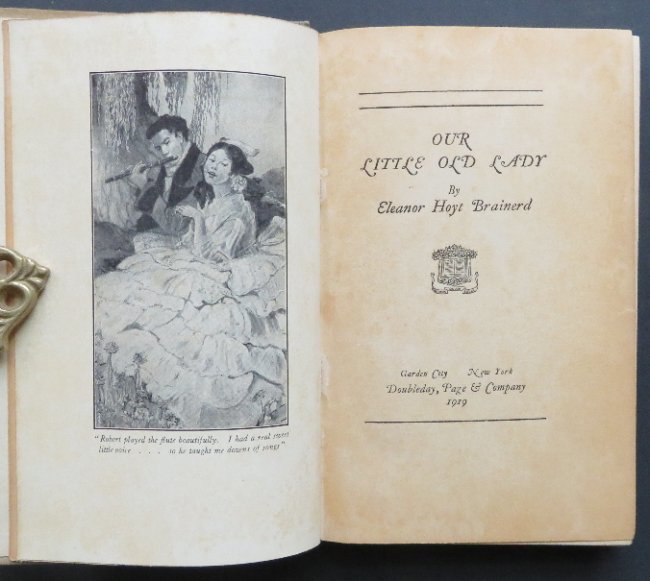 "Robert played the flute beautifully. I had a real sweet
little voice . . . so he taught me dozens of songs"
OUR
LITTLE OLD LADY
By
Eleanor Hoyt Brainerd
Garden City New York
Doubleday, Page & Company
1919